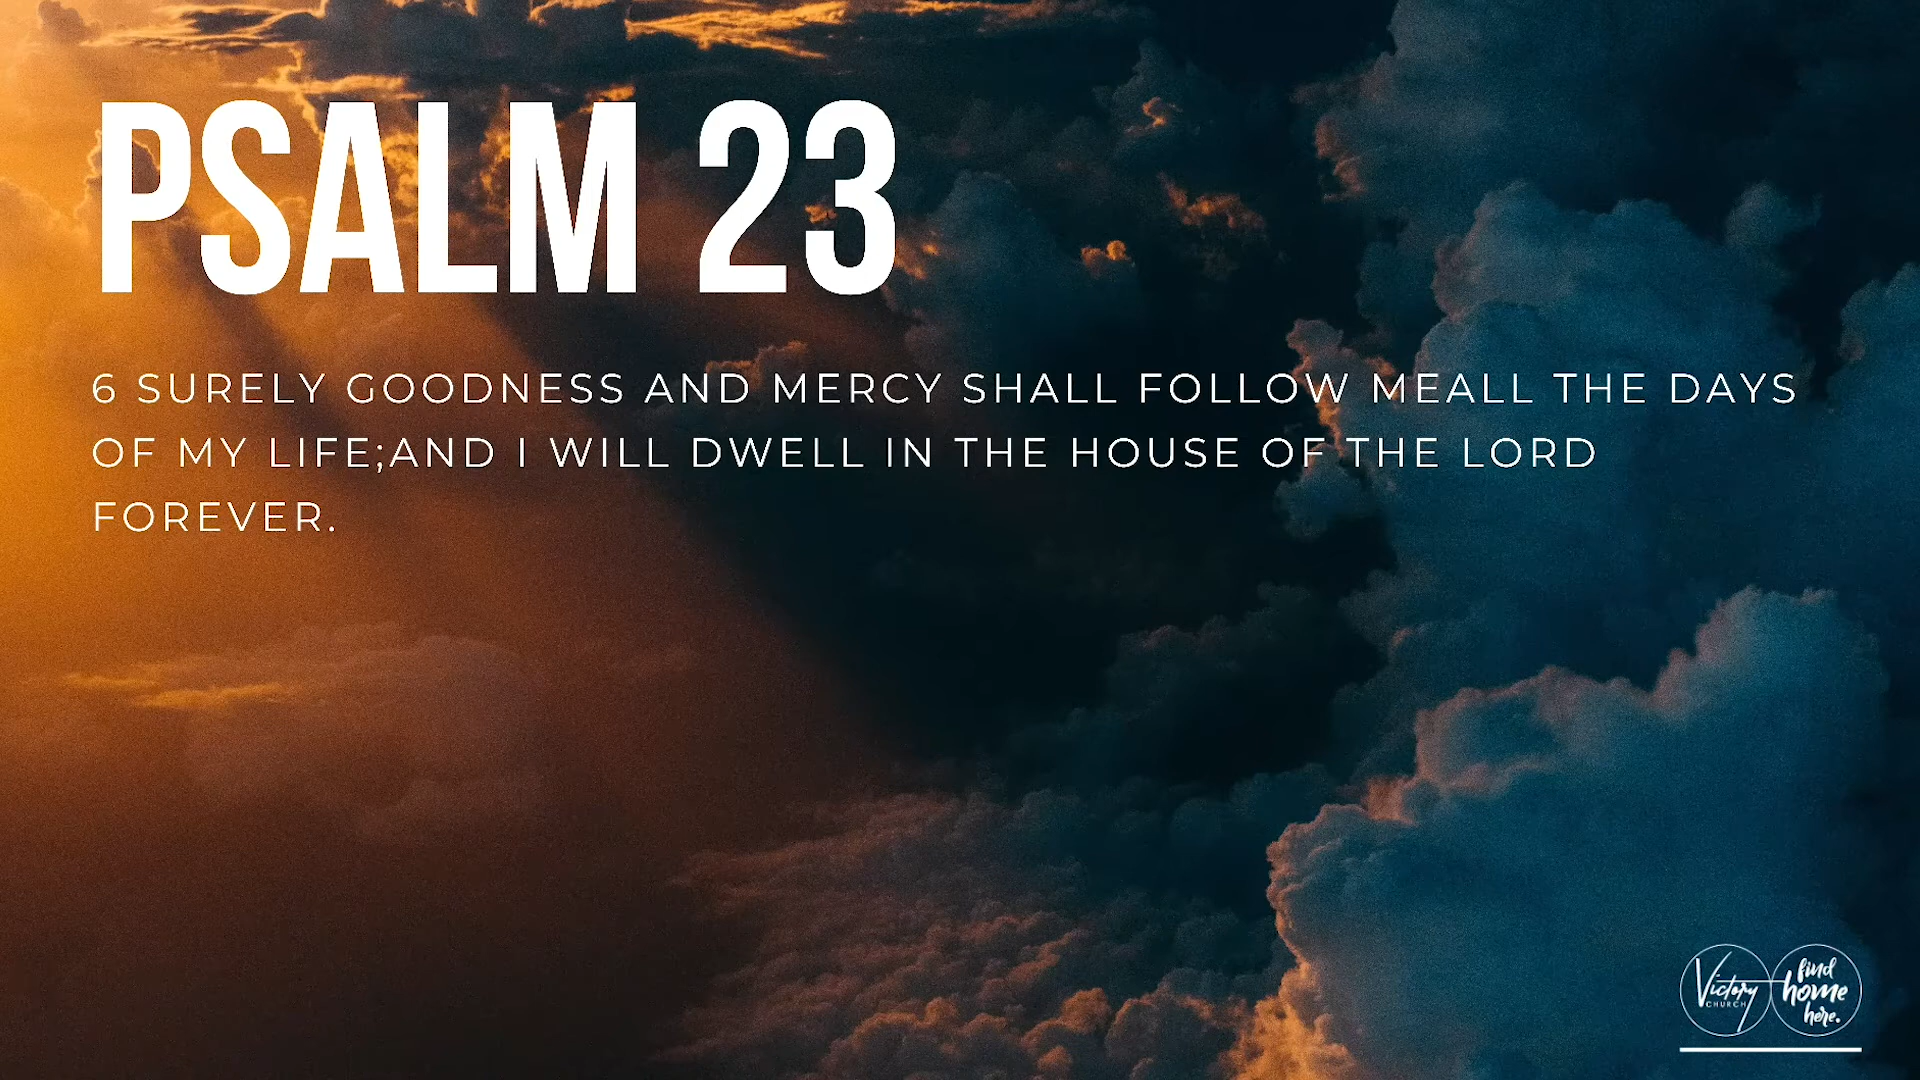 PSALM 23
6 SURELY GOODNESS AND MERCY SHALL FOLLOW MEALL THE DAYS
OF MY LIFE;AND I WILL DWELL IN THE HOUSE OF THE LORD
FOREVER.
Victory
CHURCH
find
home
here.